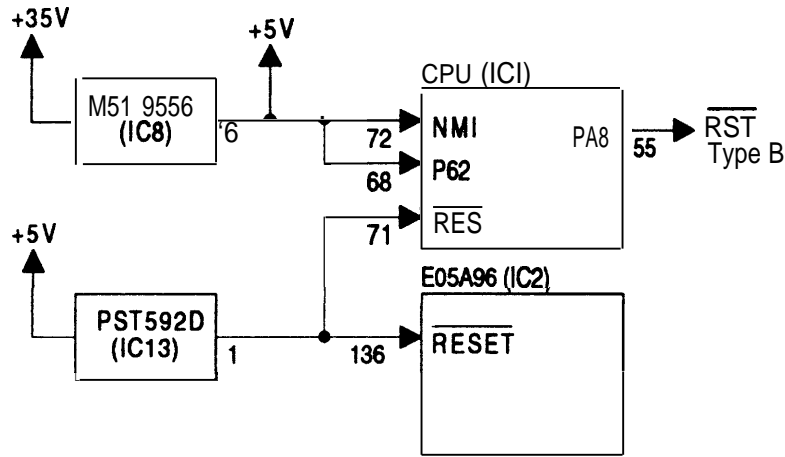 +35V
+5V
M51 9556
(IC8)
'6
CPU (ICI)
72
NMI
PA8
55
RST
Type B
68
P62
71
RES
+5V
E05A96 (IC2)
PST592D
(IC13)
1
136
RESET